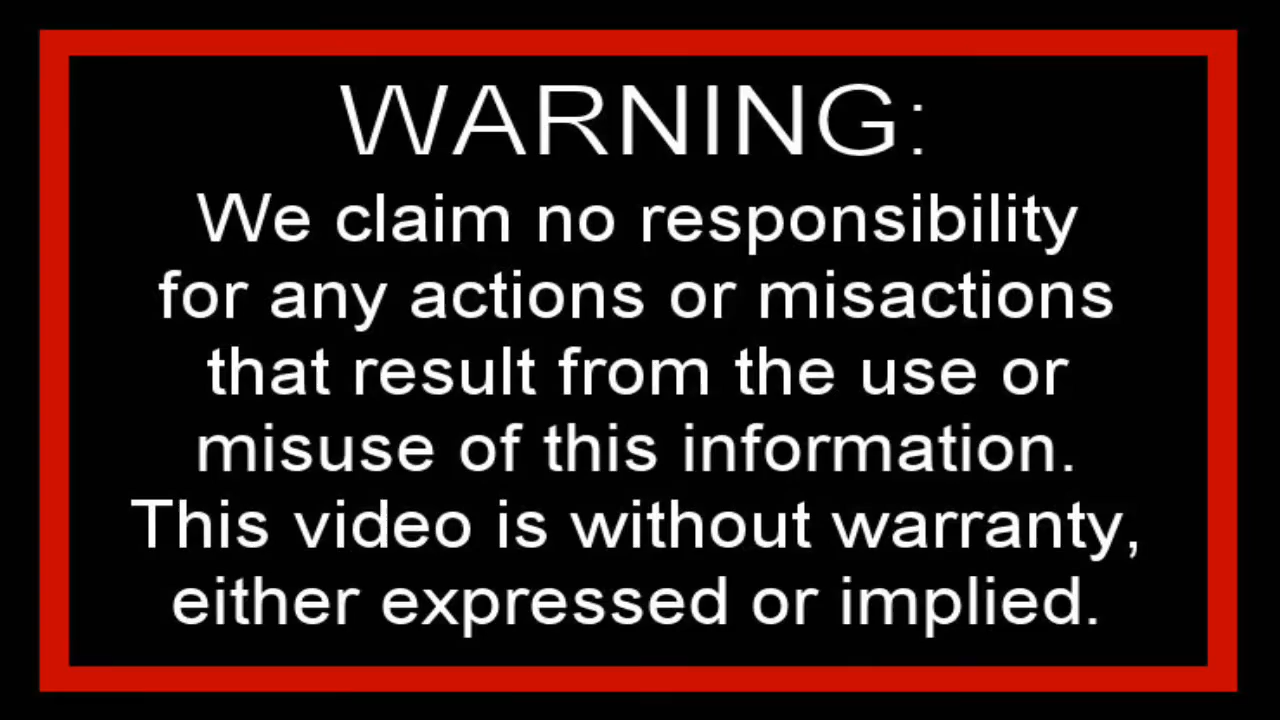 WARNING:
We claim no responsibility
for any actions or misactions
that result from the use or
misuse of this information.
This video is without warranty,
either expressed or implied.